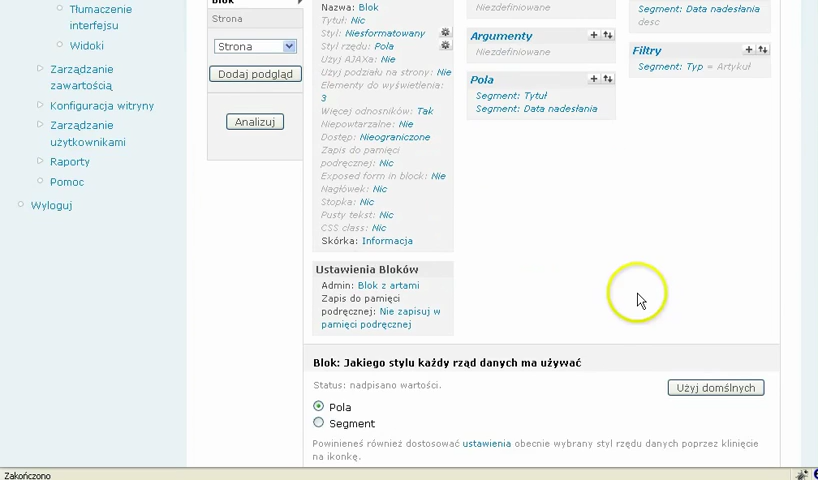 Tłumaczenie
interfejsu
Widoki
Zarządzanie
zawartością
Konfiguracja witryny
Zarządzanie
użytkownikami
Raporty
Pomoc
Wyloguj
Blok
Strona
Strona
Dodaj podgląd
Analizuj
Nazwa: Blok
Tytuł: Nic
Styl: Niesformatowany
Styl rzędu: Pola
Użyj AJAXa: Nie
Użyj podziału na strony: Nie
Elementy do wyświetlenia:
3
Więcej odnośników: Tak
Niepowtarzalne: Nie
Dostęp: Nieograniczone
Zapis do pamięci
podręcznej: Nic
Exposed form in block: Nie
Nagłówek: Nic
Stopka: Nic
Pusty tekst: Nic
CSS class: Nic
Skórka: Informacja
Ustawienia Bloków
Admin: Blok z artami
Zapis do pamięci
podręcznej: Nie zapisuj w
pamięci podręcznej
Niezdefiniowane
Argumenty
Niezdefiniowane
Pola
Segment: Tytuł
Segment: Data nadesłania
Segment: Data nadesłania
desc
Filtry
Segment: Typ = Artykuł
Blok: Jakiego stylu każdy rząd danych ma używać
Status: nadpisano wartości.
Użyj domślnych
Pola
Segment
Powinieneś również dostosować ustawienia obecnie wybrany styl rzędu danych poprzez klinięcie
na ikonkę.
Zakończono